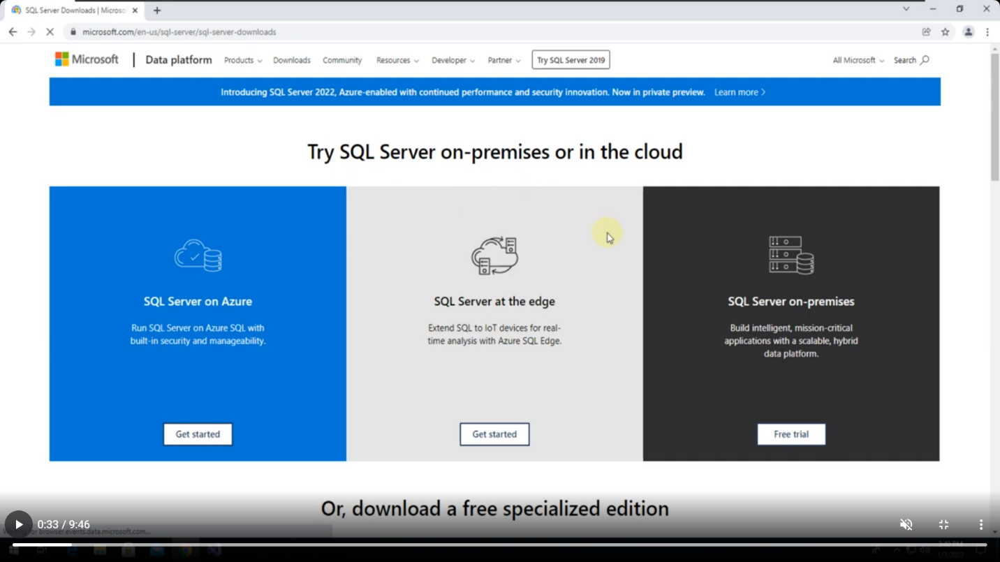 SQL Server Downloads | Microso
microsoft.com/en-us/sql-server/sql-server-downloads
Microsoft Data platform Products Downloads Community Resources Developer Partner Try SQL Server 2019 All Microsoft Search
Introducing SQL Server 2022, Azure-enabled with continued performance and security innovation. Now in private preview. Learn more
Try SQL Server on-premises or in the cloud
SQL Server on Azure
Run SQL Server on Azure SQL with
built-in security and manageability.
Get started
SQL Server at the edge
Extend SQL to IoT devices for real-
time analysis with Azure SQL Edge.
Get started
SQL Server on-premises
Build intelligent, mission-critical
applications with a scalable, hybrid
data platform.
Free trial
Or, download a free specialized edition
0:33 / 9:46
Waiting for browser.events.data.microsoft.com...
1/3/2022